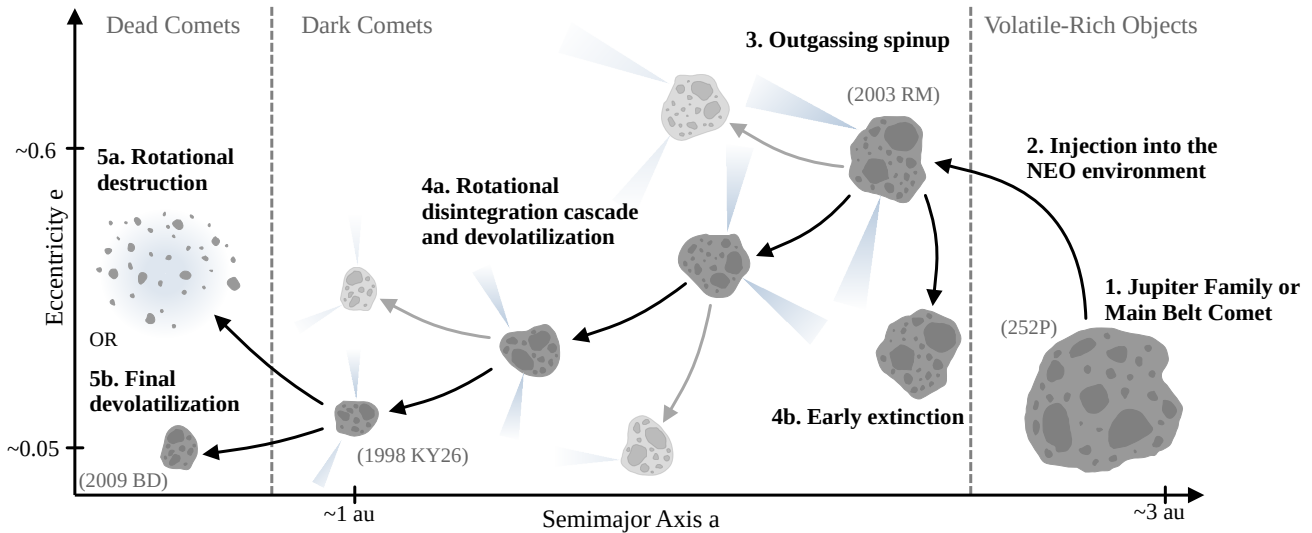 Dead Comets
Dark Comets
Volatile-Rich Objects
3. Outgassing spinup
(2003 RM)
~0.6
5a. Rotational
destruction
2. Injection into the
NEO environment
4a. Rotational
disintegration cascade
and devolatilization
Eccentricity e
1. Jupiter Family or
Main Belt Comet
(252P)
OR
5b. Final
devolatilization
4b. Early extinction
~0.05
(1998 KY26)
(2009 BD)
~1 au
Semimajor Axis a
~3 au